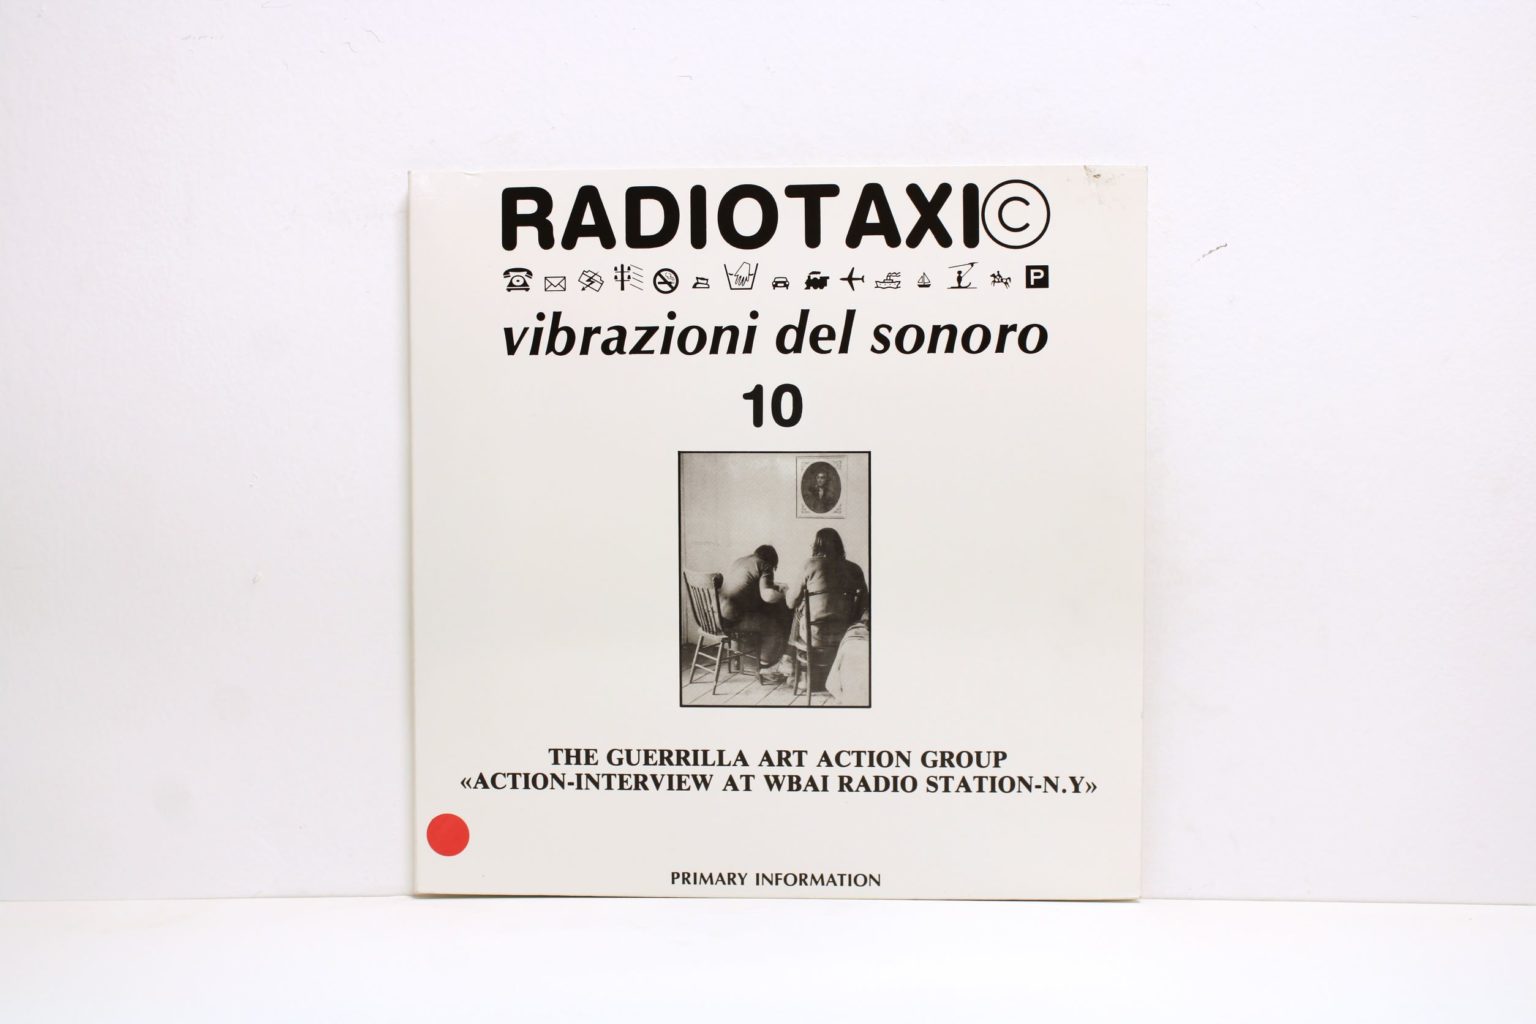 RADIOTAXI©
P
vibrazioni del sonoro
10
THE GUERRILLA ART ACTION GROUP
«ACTION-INTERVIEW AT WBAI RADIO STATION-N.Y»
PRIMARY INFORMATION